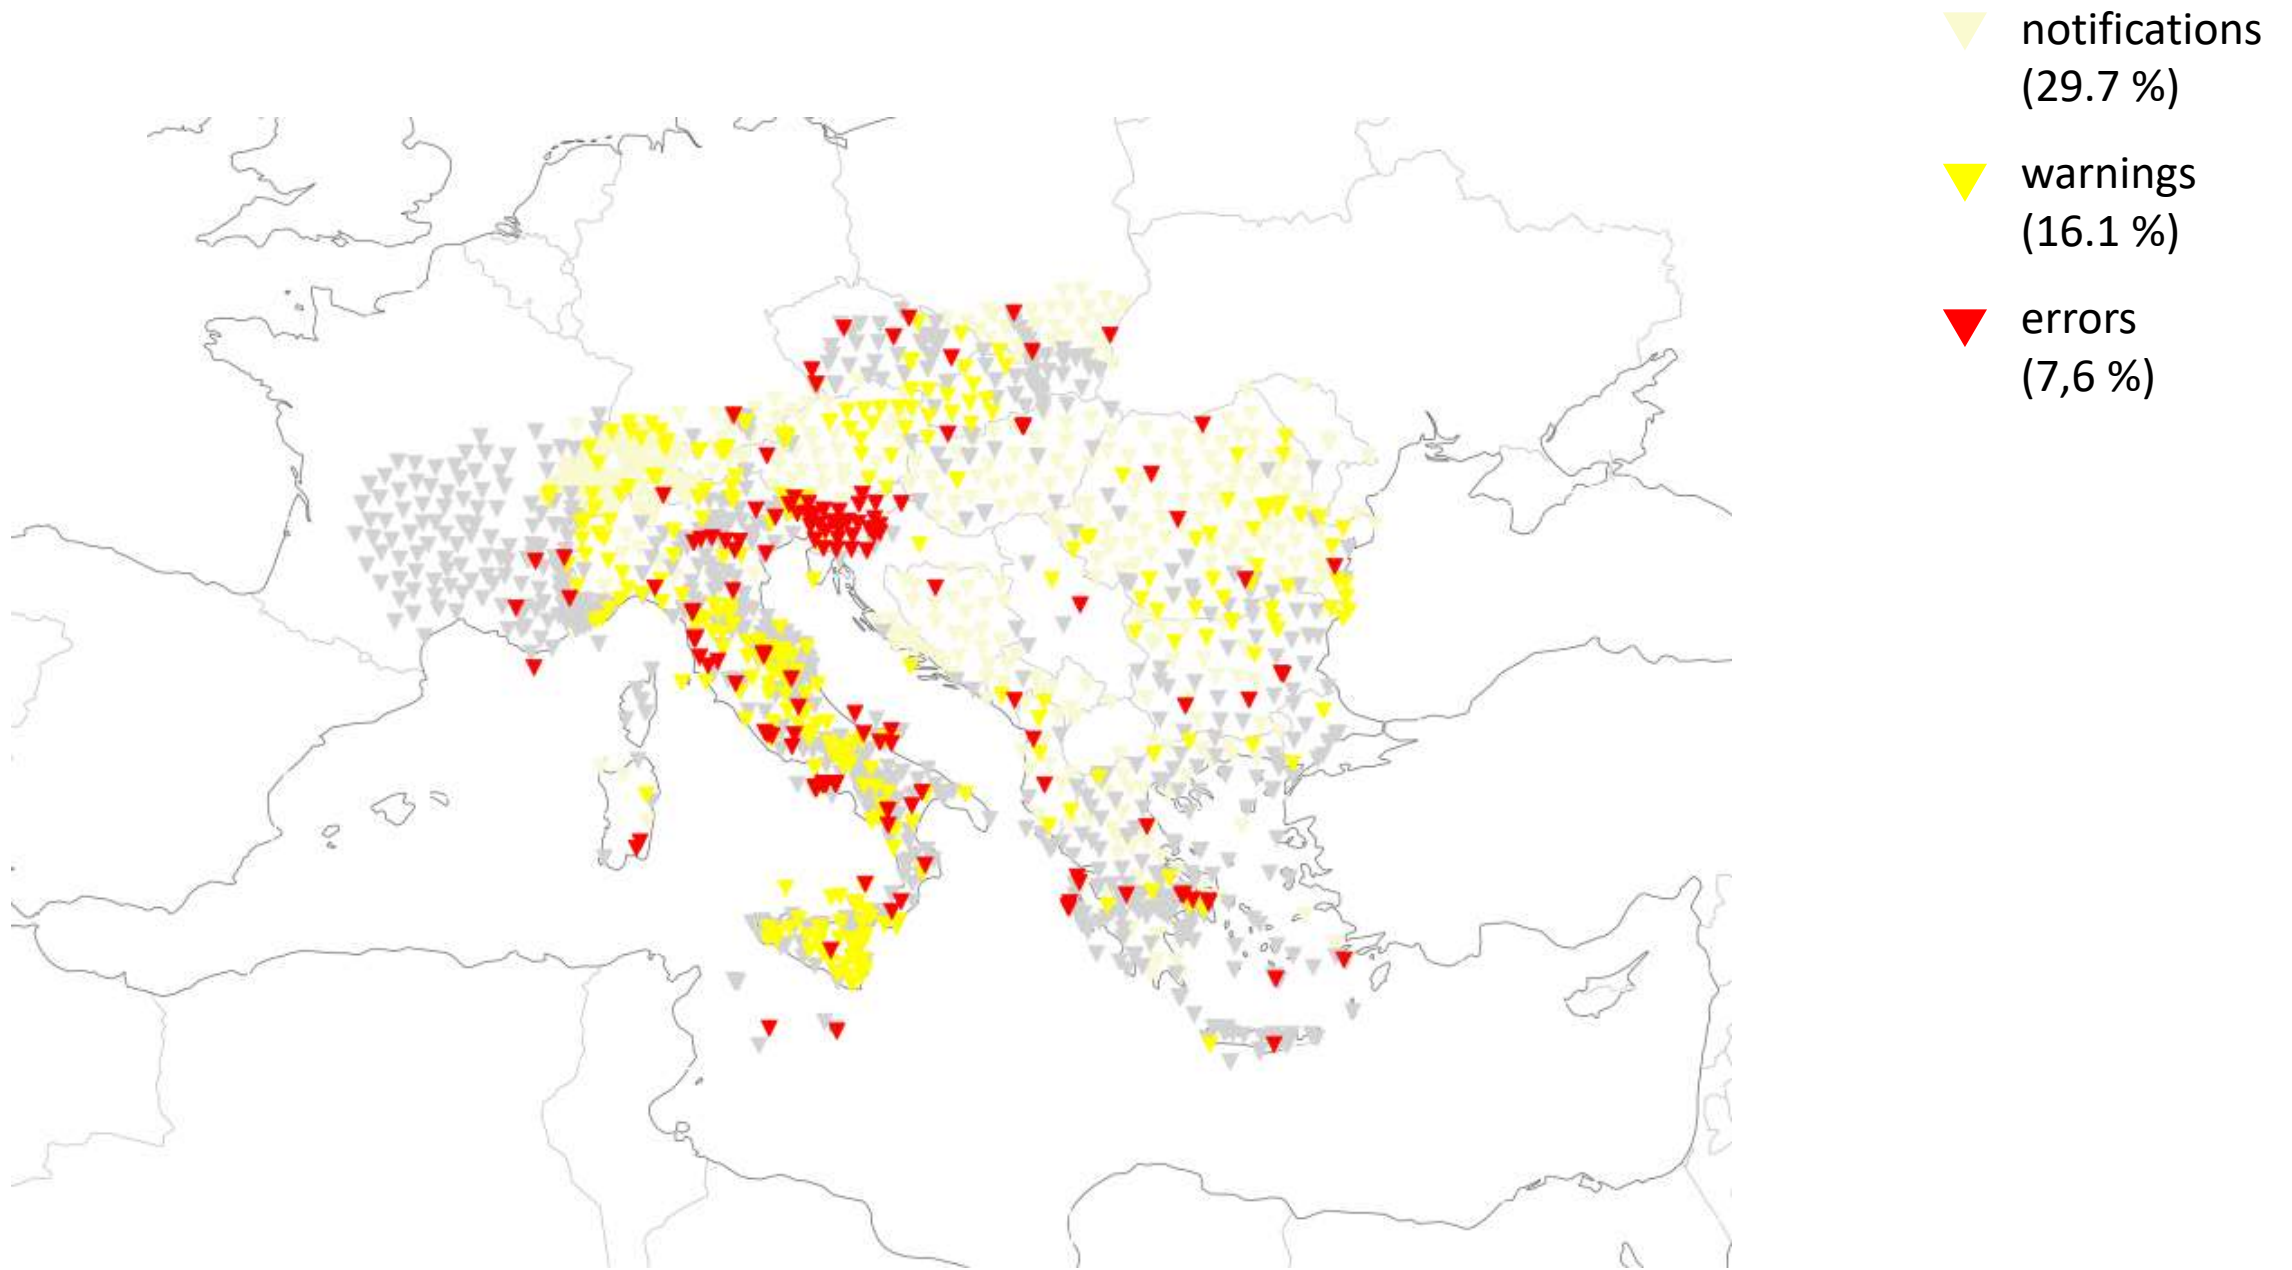 notifications
(29.7 %)
warnings
(16.1 %)
errors
(7,6 %)